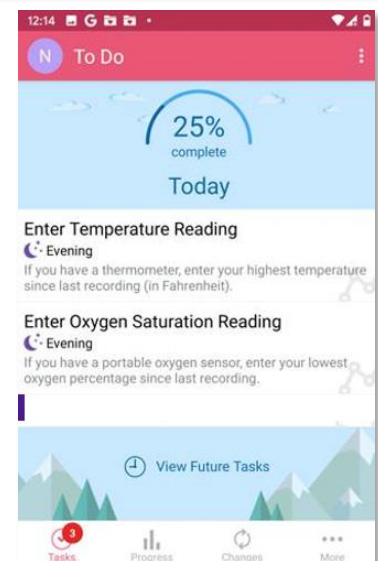 12:14 G
N To Do
25%
complete
Today
Enter Temperature Reading
Evening
If you have a thermometer, enter your highest temperature
since last recording (in Fahrenheit).
Enter Oxygen Saturation Reading
Evening
If you have a portable oxygen sensor, enter your lowest
oxygen percentage since last recording.
View Future Tasks
3
Tasks Progress Changes More